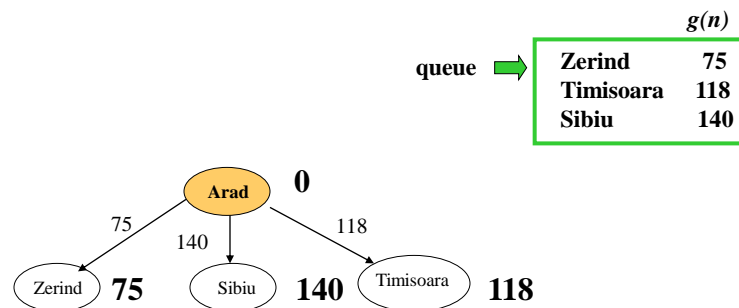 g(n)
queue
Zerind 75
Timisoara 118
Sibiu 140
Arad 0
75
140
118
Zerind 75
Sibiu 140
Timisoara 118